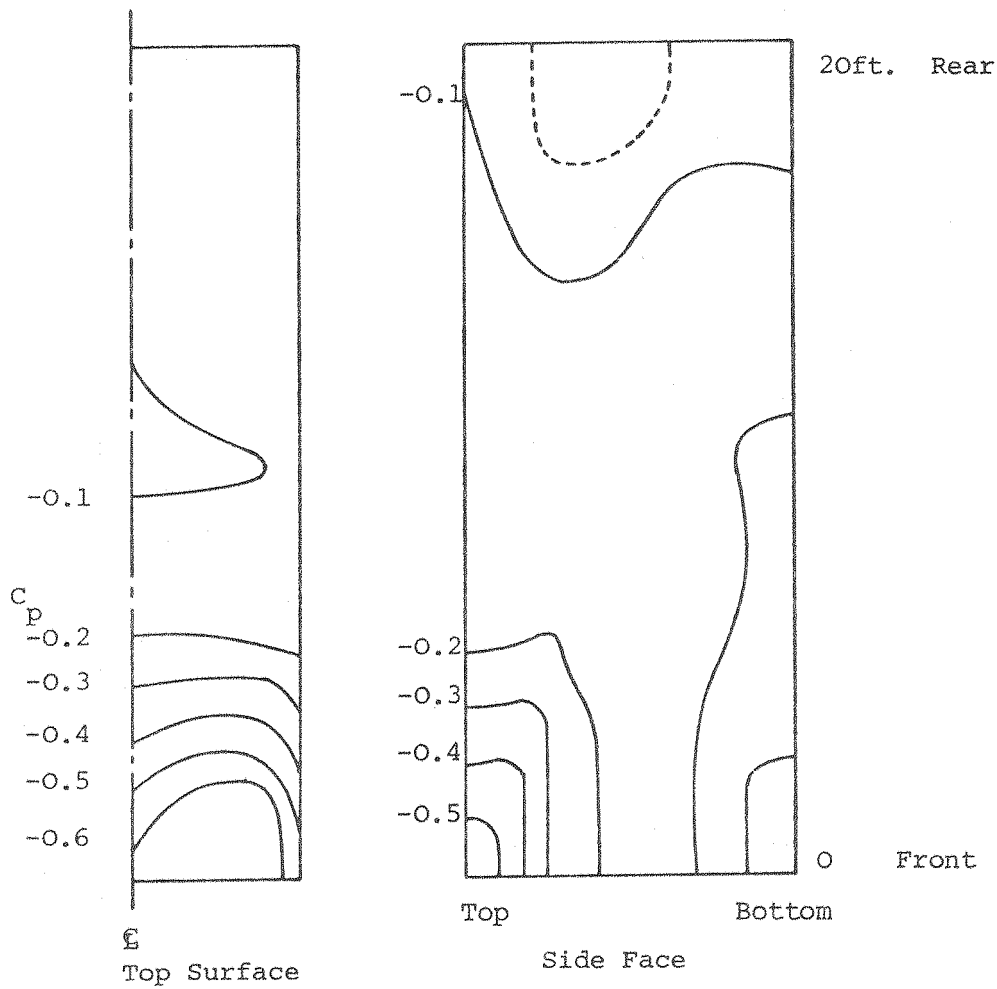 20ft. Rear
-0.1
-0.1
Cp
-0.2
-0.3
-0.4
-0.5
-0.6
-0.2
-0.3
-0.4
-0.5
0 Front
Top
Bottom
℄
Top Surface
Side Face